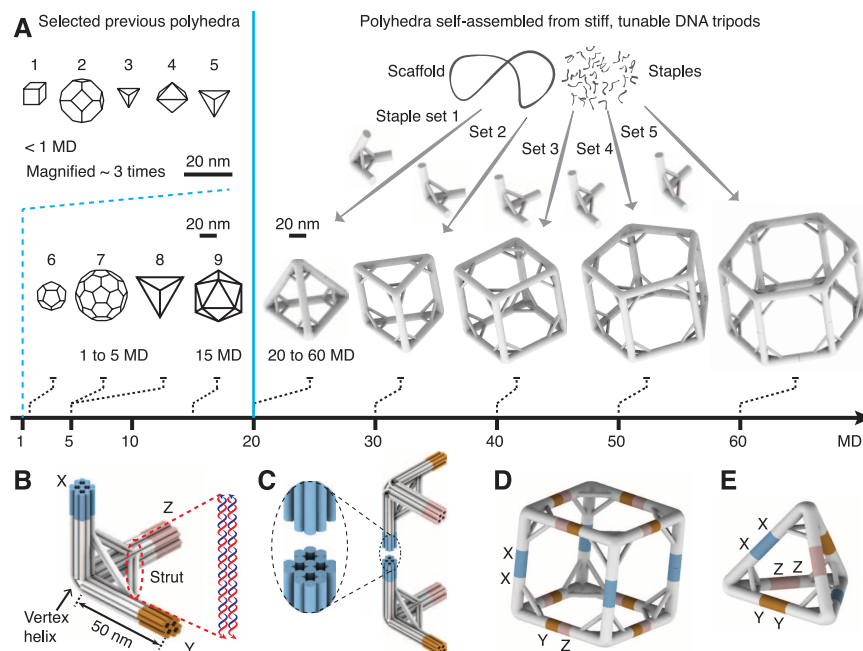 Selected previous polyhedra
Polyhedra self-assembled from stiff, tunable DNA tripods
A
1 2 3 4 5
Scaffold
Staples
Staple set 1
Set 2
Set 3
Set 4
Set 5
< 1 MD
Magnified ~ 3 times
20 nm
20 nm
20 nm
6 7 8 9
1 to 5 MD
15 MD
20 to 60 MD
1 5 10 20 30 40 50 60 MD
B
X
Z
Strut
Vertex
helix
50 nm
Y
C
D
X
X
Y Z
E
X
X
Z Z
Y
Y